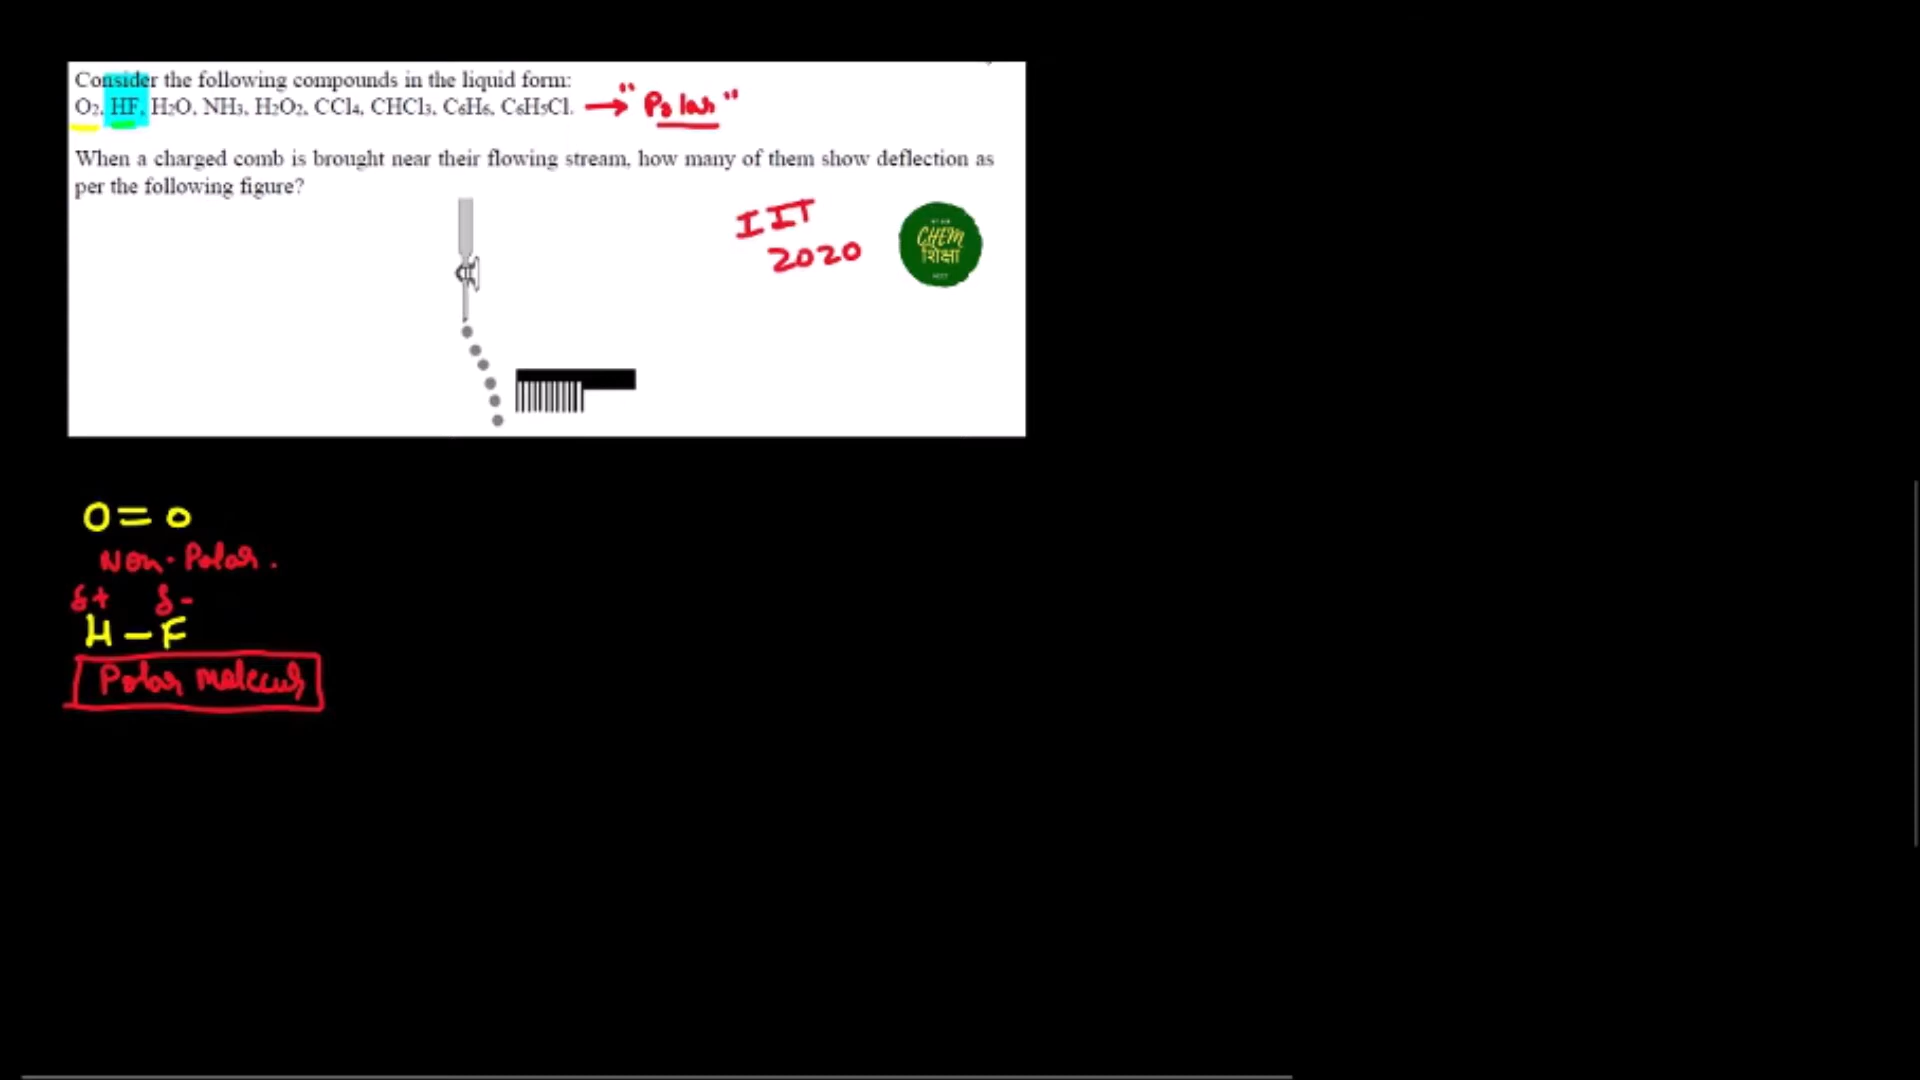 Consider the following compounds in the liquid form:
O₂, HF, H₂O, NH₃, H₂O₂, CCl₄, CHCl₃, C₆H₆, C₆H₅Cl. → "Polar"
When a charged comb is brought near their flowing stream, how many of them show deflection as
per the following figure?
IIT
2020
CHEM
शिक्षा
O=O
Non-Polar.
δ+ δ-
H-F
Polar